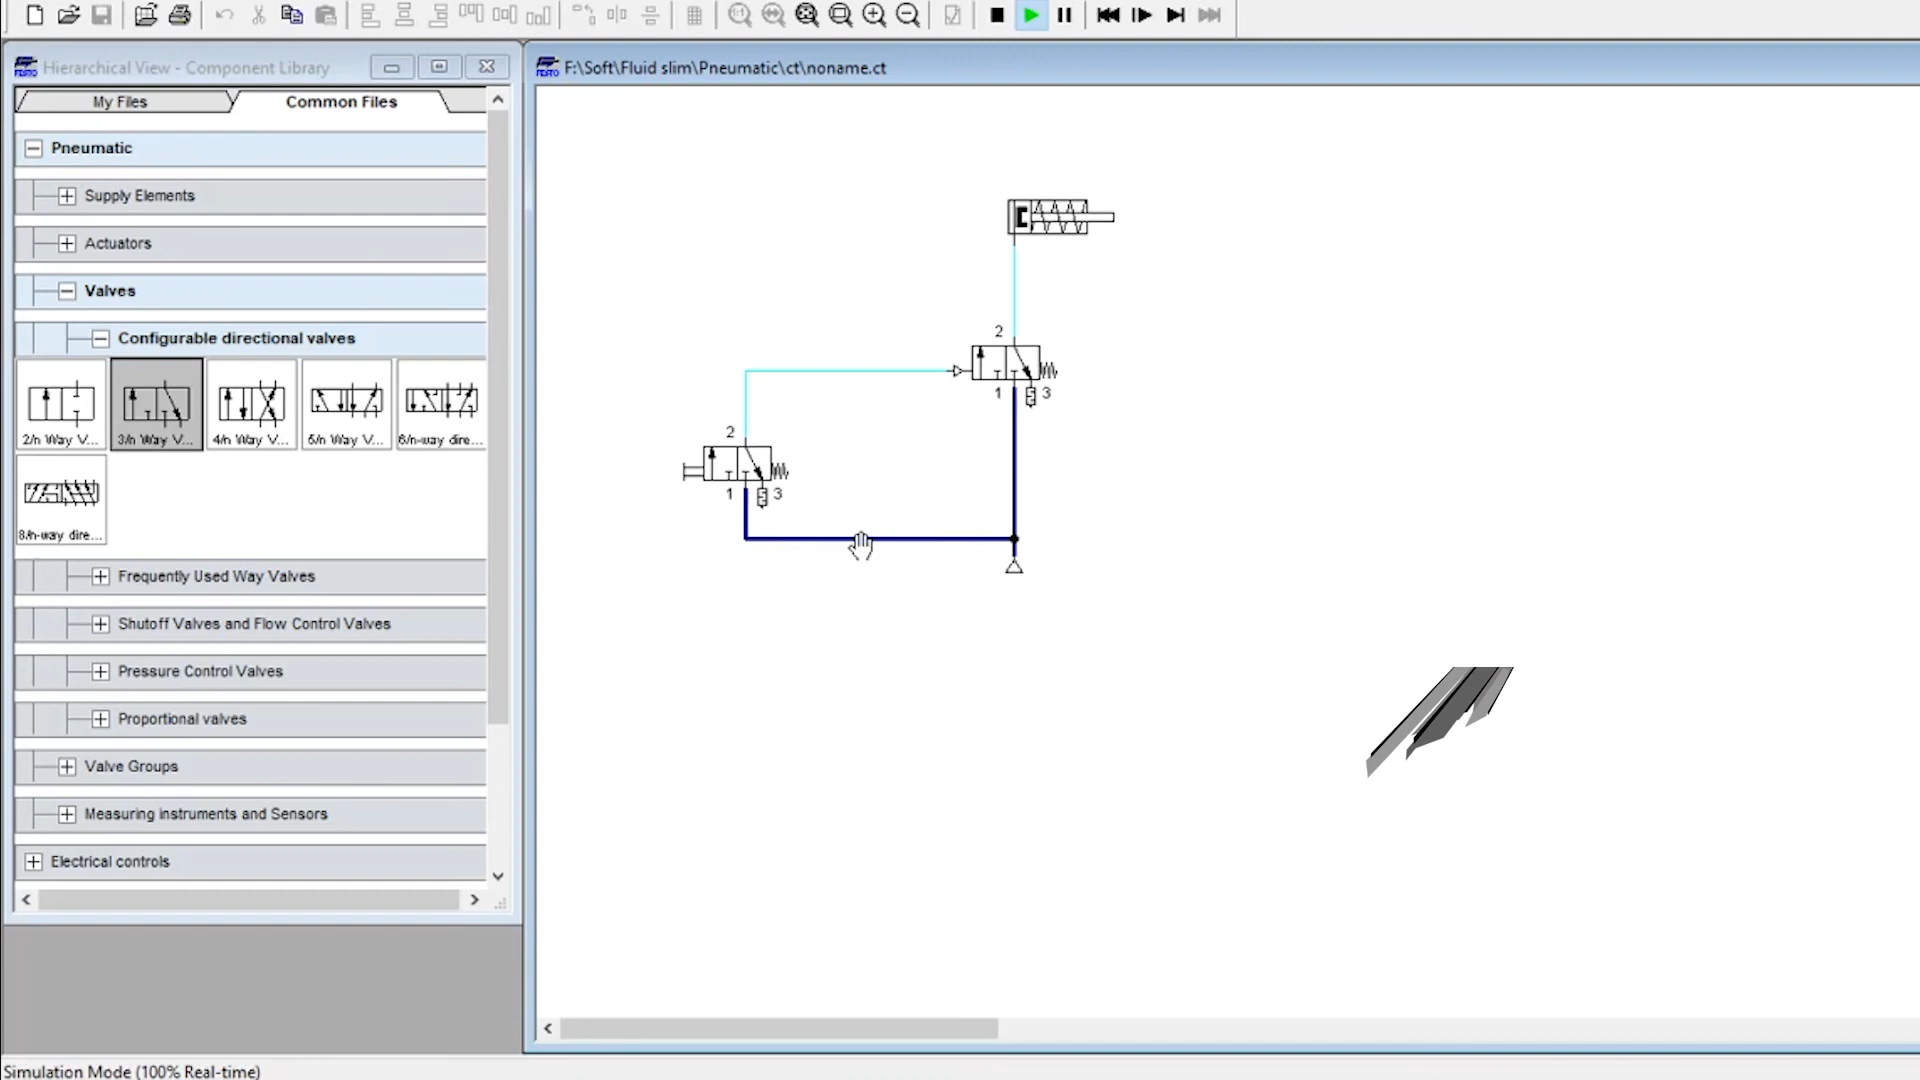 Hierarchical View - Component Library
My Files
Common Files
Pneumatic
Supply Elements
Actuators
Valves
Configurable directional valves
2/n Way V...
3/n Way V...
4/n Way V...
5/n Way V...
6/n-way dire...
8/n-way dire...
Frequently Used Way Valves
Shutoff Valves and Flow Control Valves
Pressure Control Valves
Proportional valves
Valve Groups
Measuring instruments and Sensors
Electrical controls
F:\Soft\Fluid slim\Pneumatic\ct\noname.ct
2
1
3
2
1
3
Simulation Mode (100% Real-time)